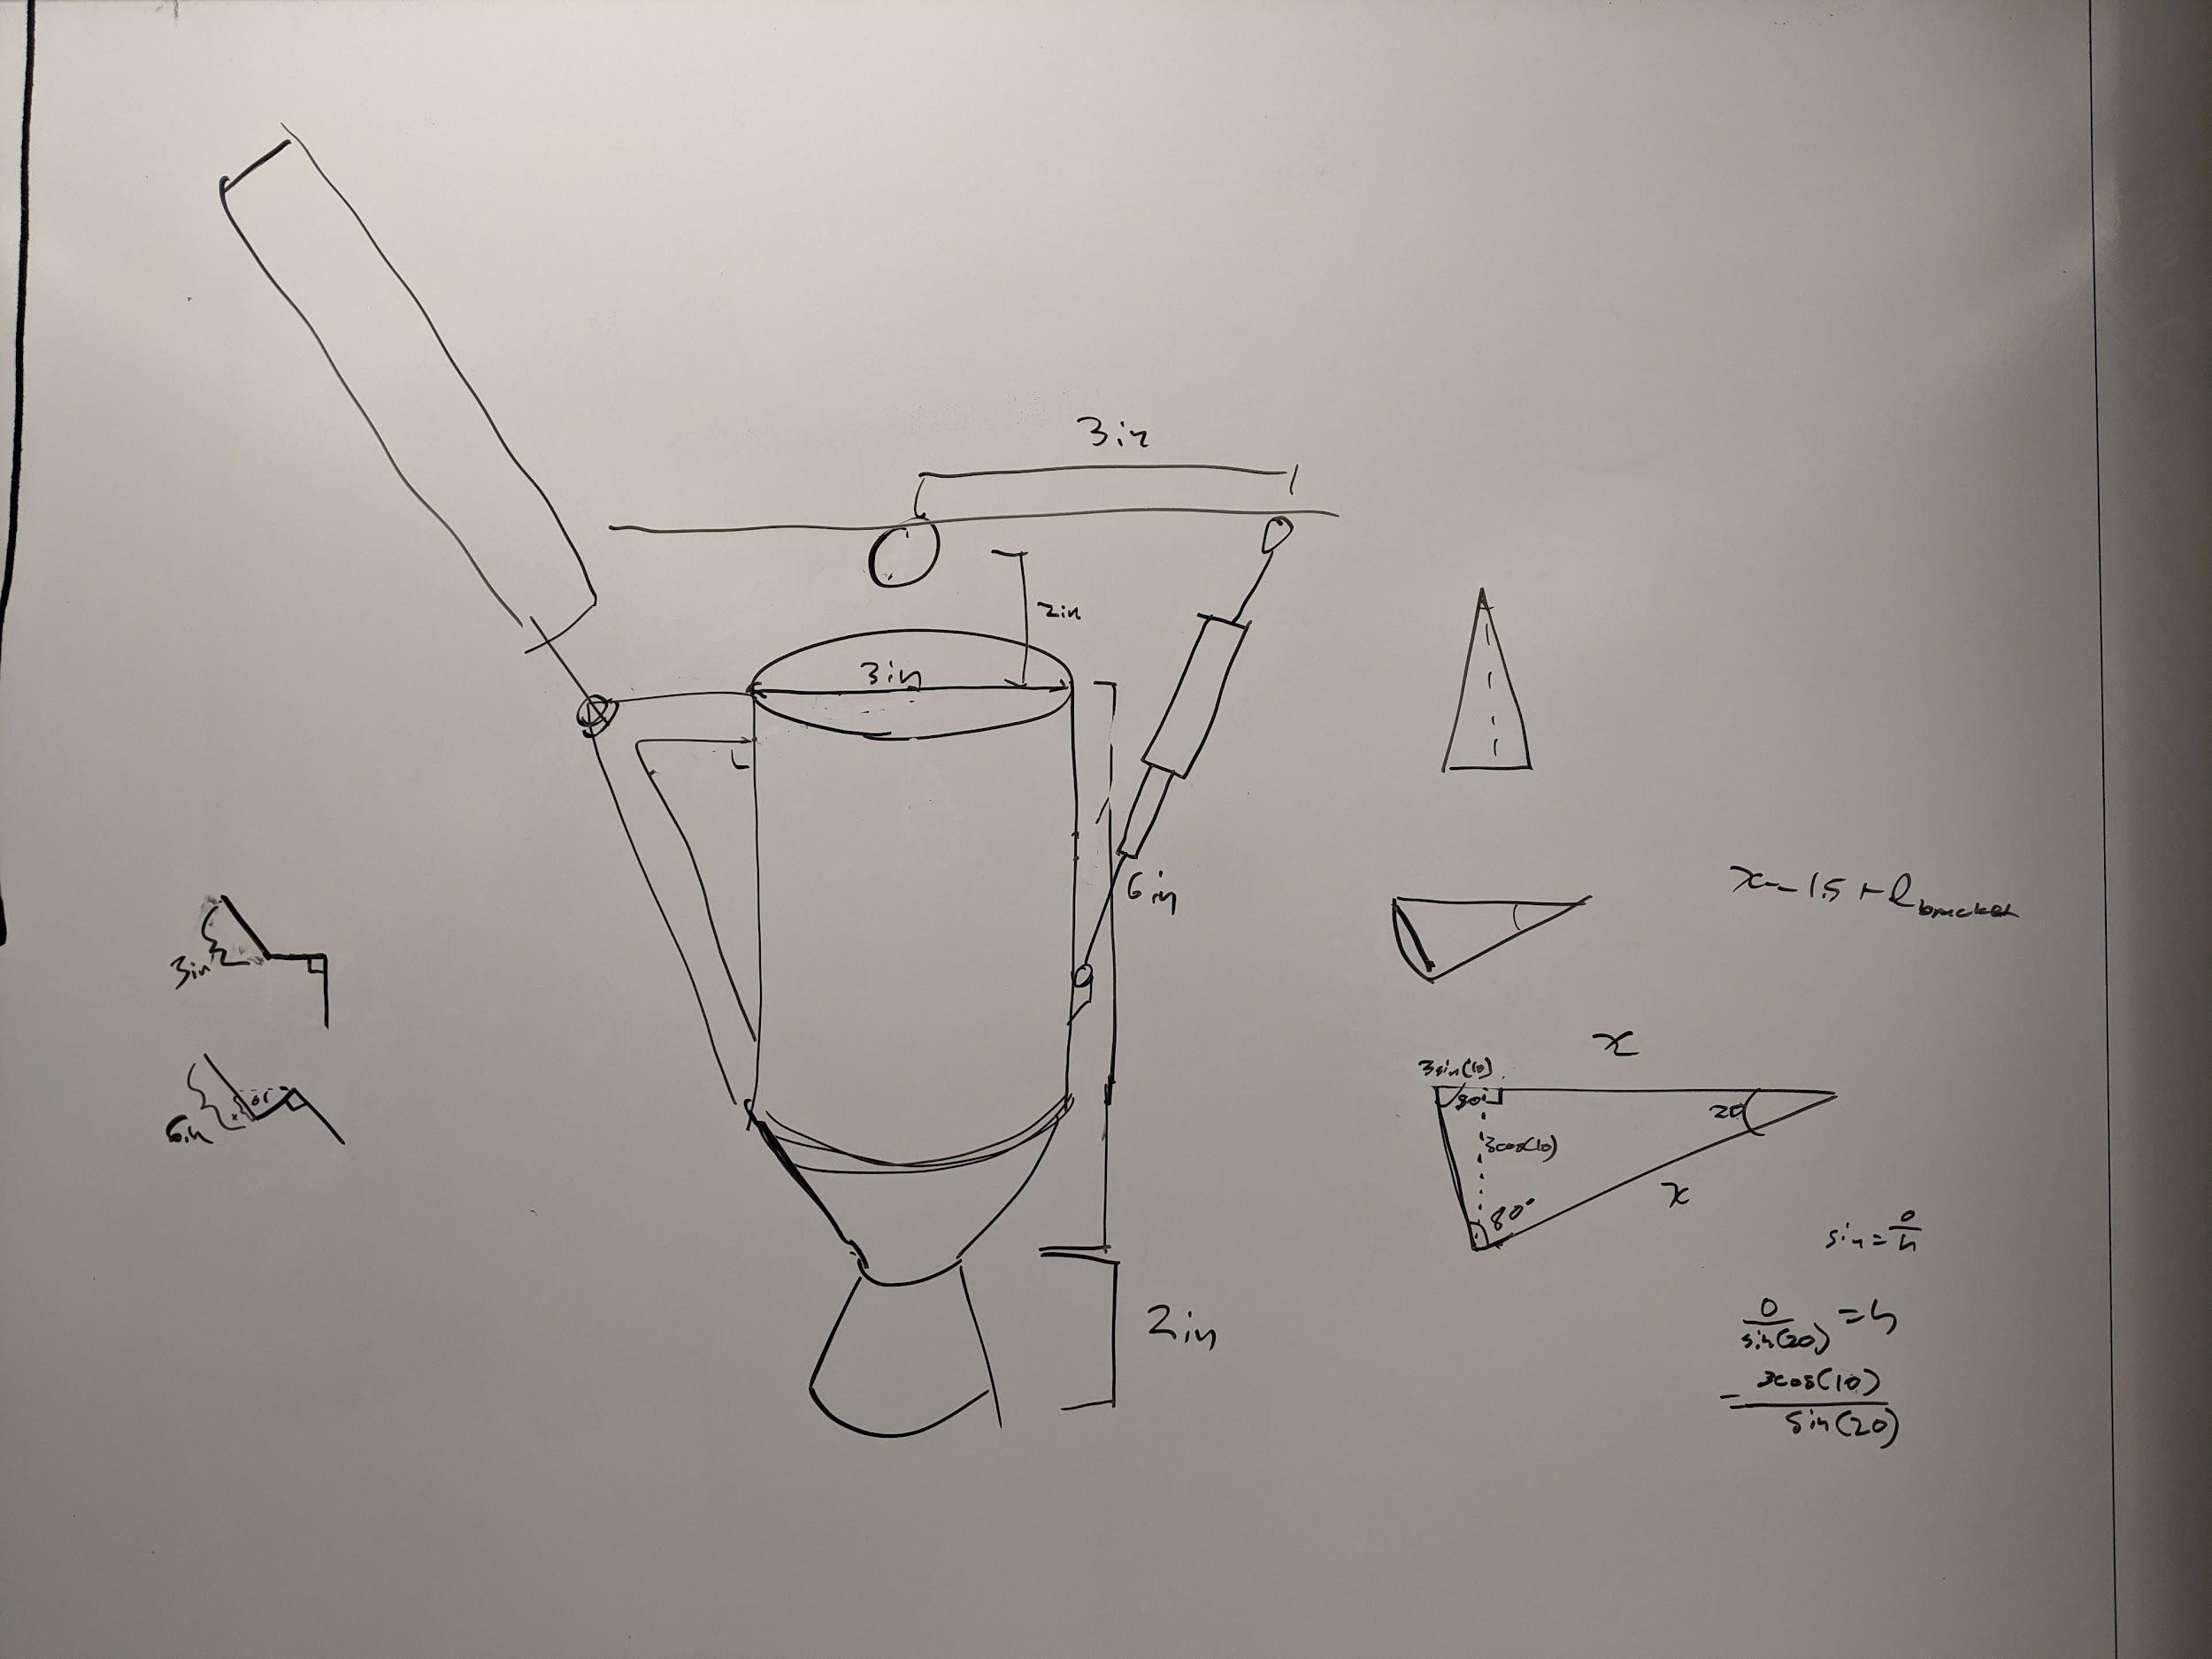 3in
2in
3in
6in
x = 1.5 + l bracket
3in
6in
x
3sin(10)
80°
20
3cos(10)
80°
x
sin = o/h
o/sin(20) = h
= 3cos(10)/sin(20)
2in